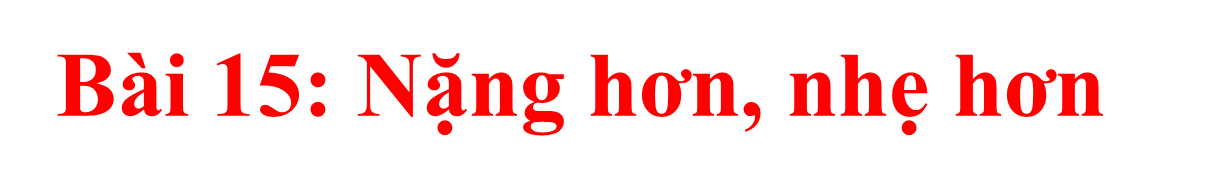 Bài 15: Nặng hơn, nhẹ hơn